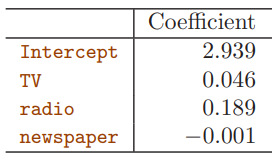 Coefficient
Intercept 2.939
TV 0.046
radio 0.189
newspaper −0.001